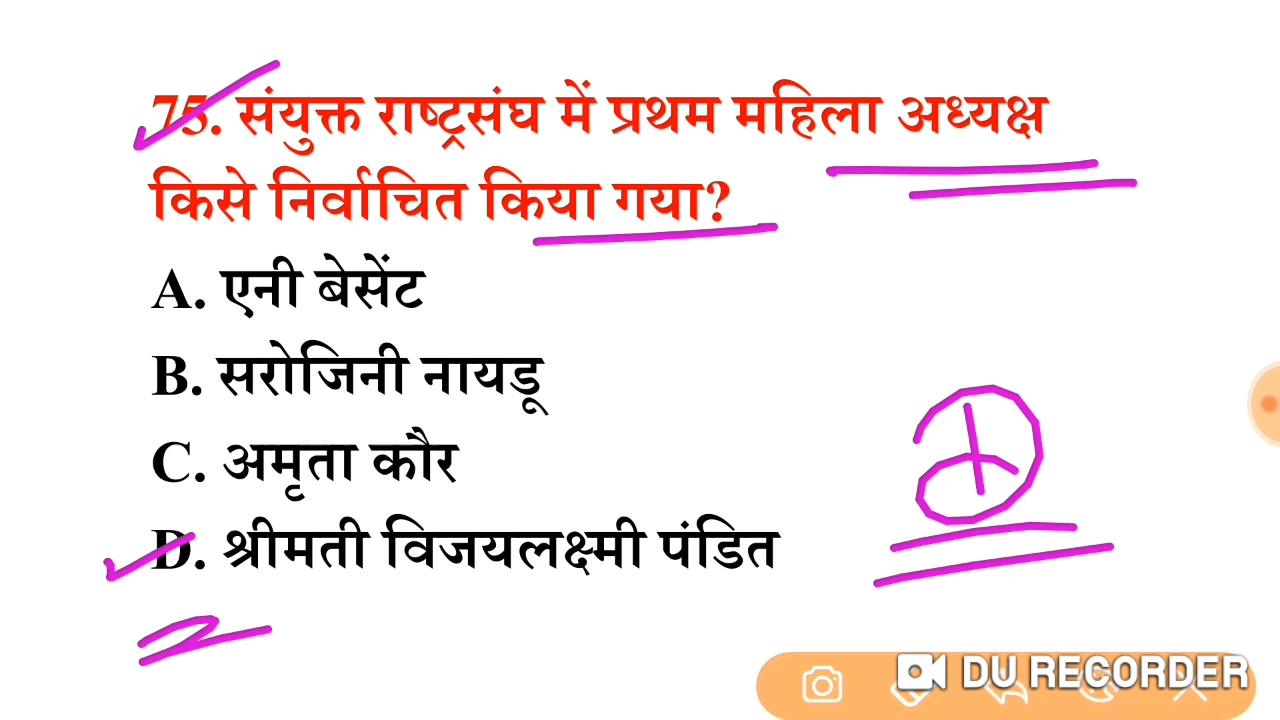 75. संयुक्त राष्ट्रसंघ में प्रथम महिला अध्यक्ष
किसे निर्वाचित किया गया?
A. एनी बेसेंट
B. सरोजिनी नायडू
C. अमृता कौर
D. श्रीमती विजयलक्ष्मी पंडित
D
DU RECORDER